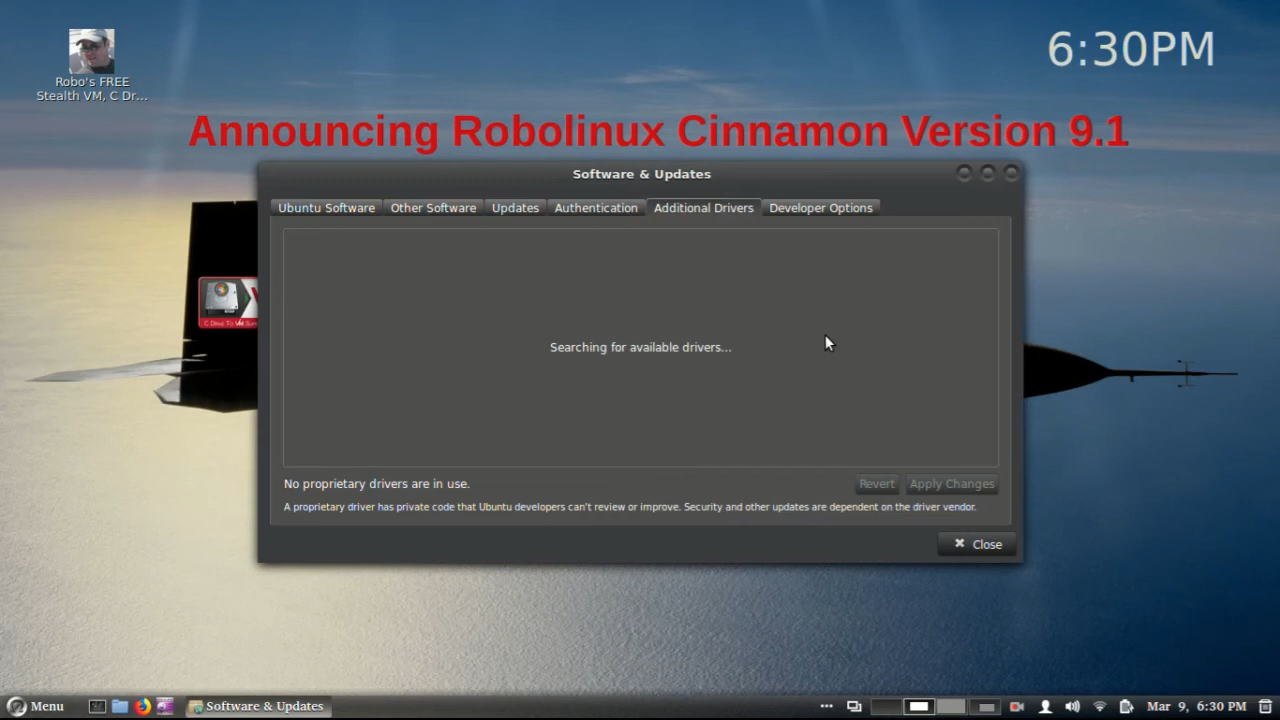 6:30PM
Robo's FREE
Stealth VM, C Dr...
Announcing Robolinux Cinnamon Version 9.1
Software & Updates
Ubuntu Software Other Software Updates Authentication Additional Drivers Developer Options
Searching for available drivers...
C Drive To VM
No proprietary drivers are in use. Revert Apply Changes
A proprietary driver has private code that Ubuntu developers can't review or improve. Security and other updates are dependent on the driver vendor.
Close
Menu Software & Updates Mar 9, 6:30 PM